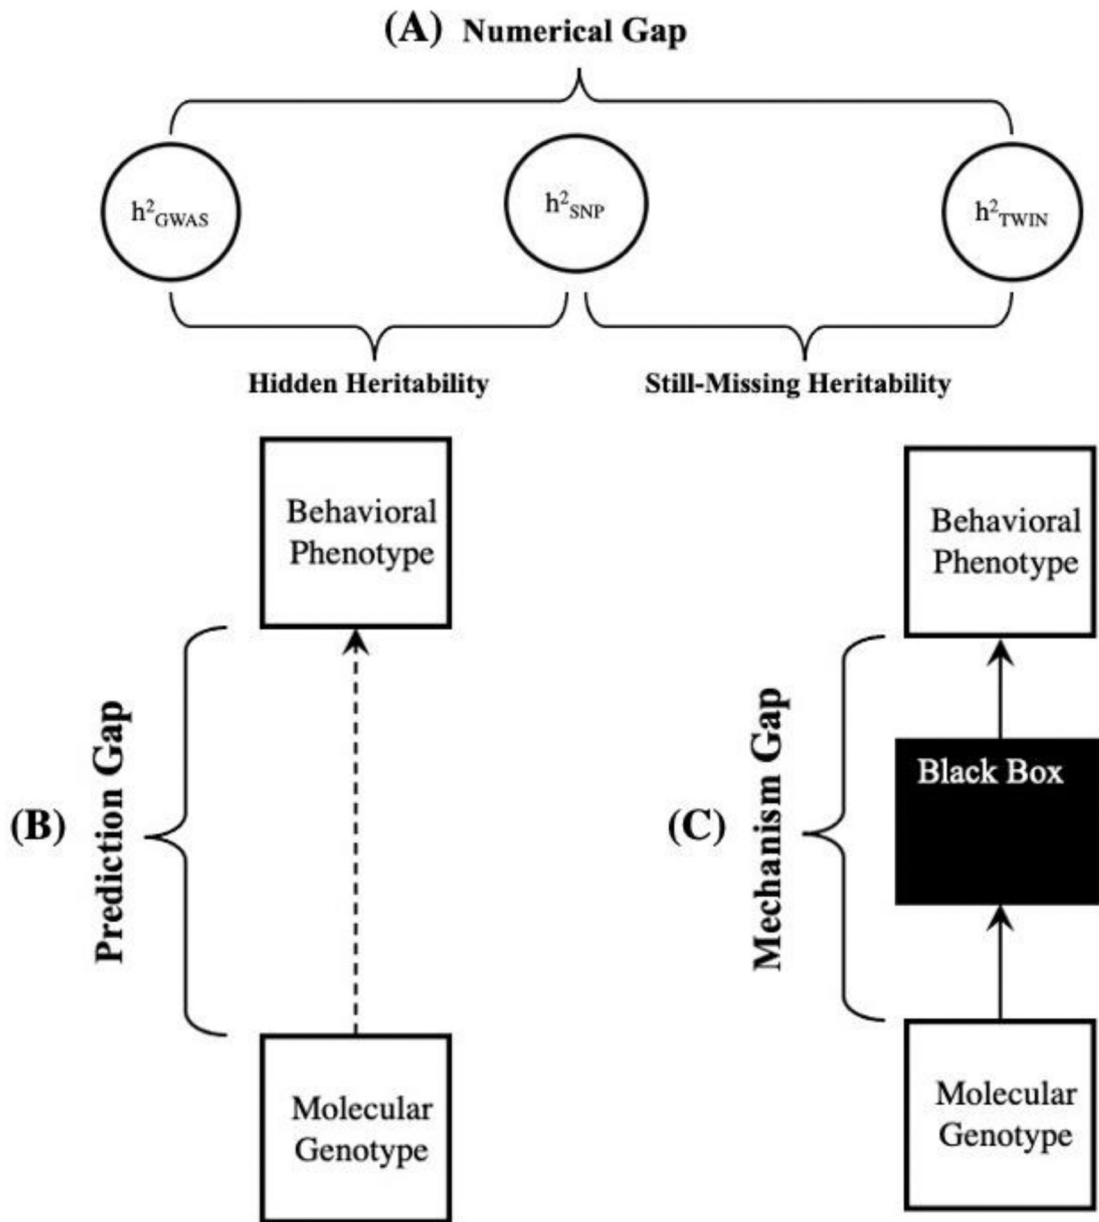 (A) Numerical Gap
h²GWAS
h²SNP
h²TWIN
Hidden Heritability
Still-Missing Heritability
Behavioral
Phenotype
(B)
Prediction Gap
Molecular
Genotype
Behavioral
Phenotype
(C)
Mechanism Gap
Black Box
Molecular
Genotype